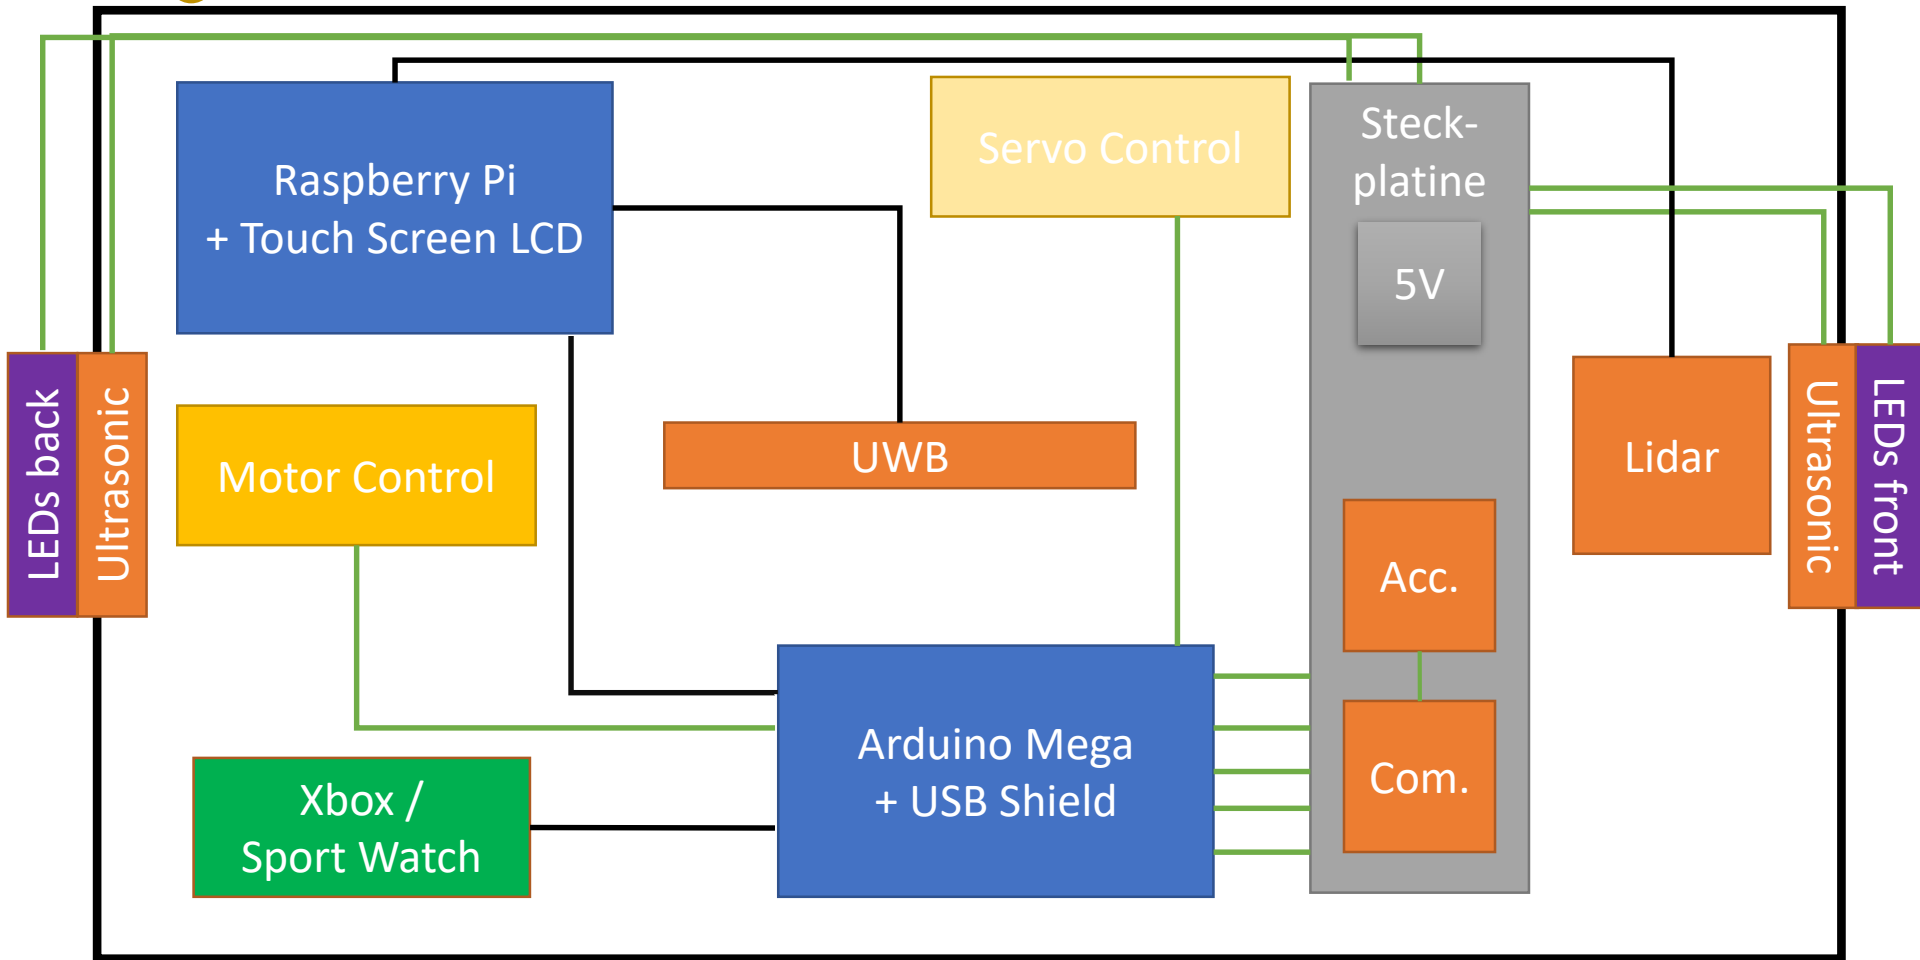 Raspberry Pi
+ Touch Screen LCD
Servo Control
Steck-
platine
5V
LEDs back
Ultrasonic
Motor Control
UWB
Lidar
Ultrasonic
LEDs front
Acc.
Com.
Arduino Mega
+ USB Shield
Xbox /
Sport Watch